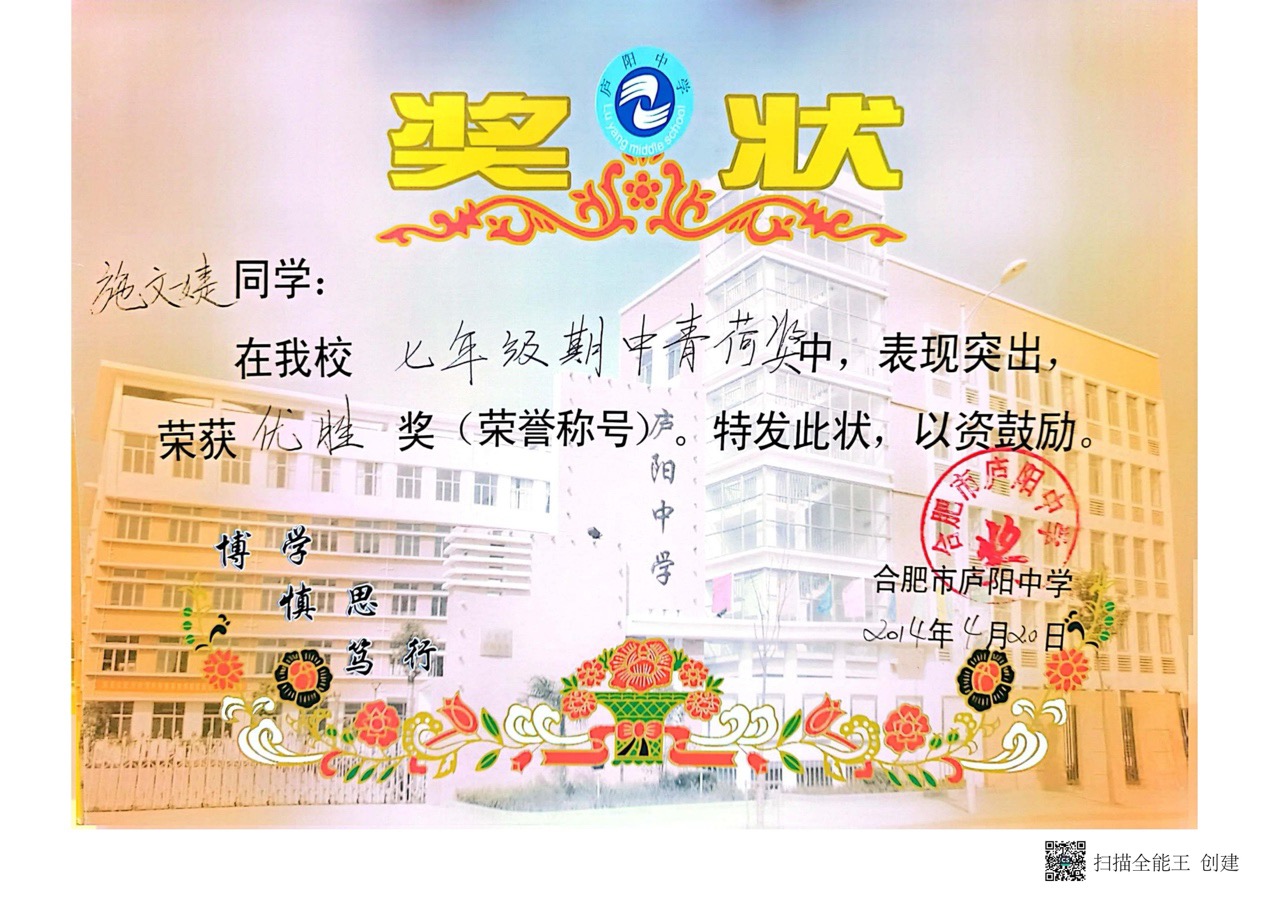 庐阳中学
Lu yang middle school
奖 状
施文婕同学：
在我校 七年级期中青荷奖中，表现突出，
荣获 优胜 奖（荣誉称号）。特发此状，以资鼓励。
庐阳中学
博学
慎思
笃行
合肥市庐阳中学
奖
合肥市庐阳中学
2014年4月20日
扫描全能王 创建